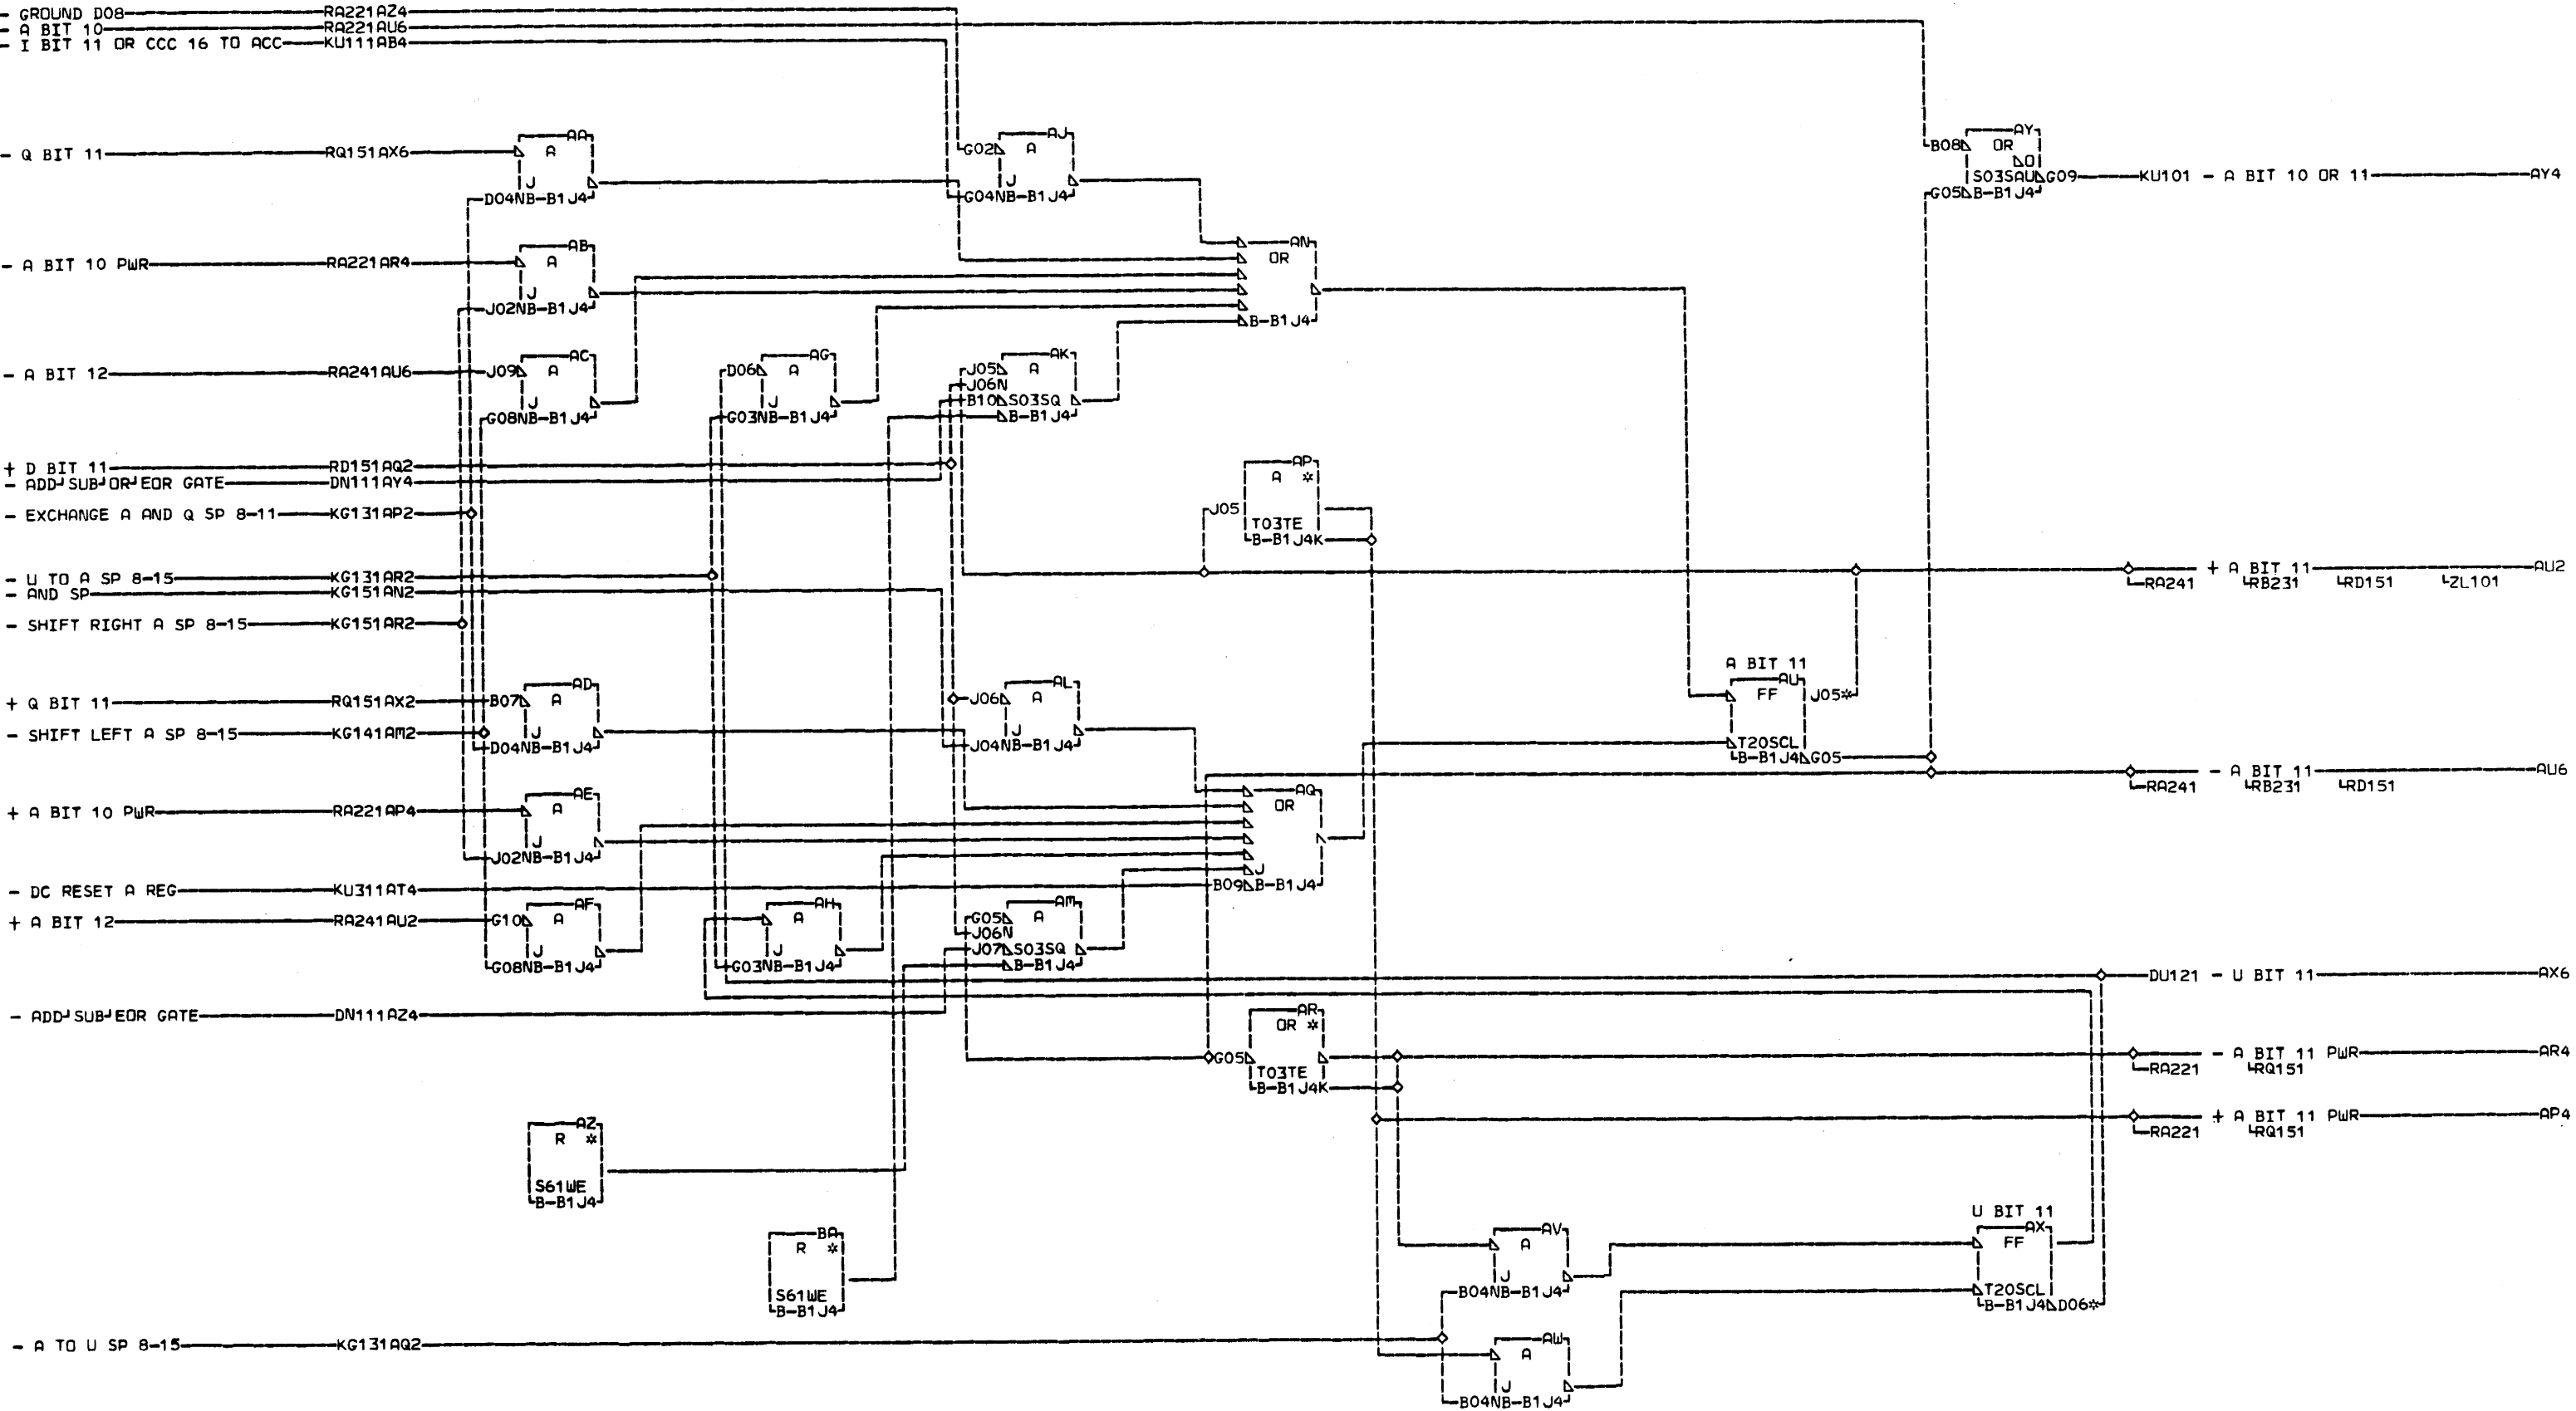 - GROUND D08 RA221AZ4
- A BIT 10 RA221AU6
- I BIT 11 OR CCC 16 TO ACC KU111AB4
AA
- Q BIT 11 RQ151AX6 A
J
D04NB-B1J4
AJ
G02 A
J
G04NB-B1J4
AY
B08 OR
O
S03SAU G09 KU101 - A BIT 10 OR 11 AY4
G05 B-B1J4
AB
- A BIT 10 PWR RA221AR4 A
J
J02NB-B1J4
AN
OR
B-B1J4
AC
- A BIT 12 RA241AU6 J09 A
J
G08NB-B1J4
AG
D06 A
J
G03NB-B1J4
AK
J05 A
J06N
B10 S03SQ
B-B1J4
+ D BIT 11 RD151AQ2
- ADD SUB OR EOR GATE DN111AY4
- EXCHANGE A AND Q SP 8-11 KG131AP2
AP
A *
J05
T03TE
B-B1J4K
- U TO A SP 8-15 KG131AR2
- AND SP KG151AN2
- SHIFT RIGHT A SP 8-15 KG151AR2
+ A BIT 11 AU2
RA241 RB231 RD151 ZL101
AD
+ Q BIT 11 RQ151AX2 B07 A
- SHIFT LEFT A SP 8-15 KG141AM2
J
D04NB-B1J4
AL
J06 A
J
J04NB-B1J4
A BIT 11
AU
FF J05*
T20SCL
B-B1J4 G05
- A BIT 11 AU6
RA241 RB231 RD151
AE
+ A BIT 10 PWR RA221AP4 A
J
J02NB-B1J4
AQ
OR
J
B09 B-B1J4
- DC RESET A REG KU311AT4
AF
+ A BIT 12 RA241AU2 G10 A
J
G08NB-B1J4
AH
A
J
G03NB-B1J4
AM
G05 A
J06N
J07 S03SQ
B-B1J4
DU121 - U BIT 11 AX6
- ADD SUB EOR GATE DN111AZ4
AR
OR *
G05
T03TE
B-B1J4K
- A BIT 11 PWR AR4
RA221 RQ151
+ A BIT 11 PWR AP4
RA221 RQ151
AZ
R *
S61WE
B-B1J4
BA
R *
S61WE
B-B1J4
AV
A
J
B04NB-B1J4
U BIT 11
AX
FF
T20SCL
B-B1J4 D06*
- A TO U SP 8-15 KG131AQ2
AW
A
J
B04NB-B1J4